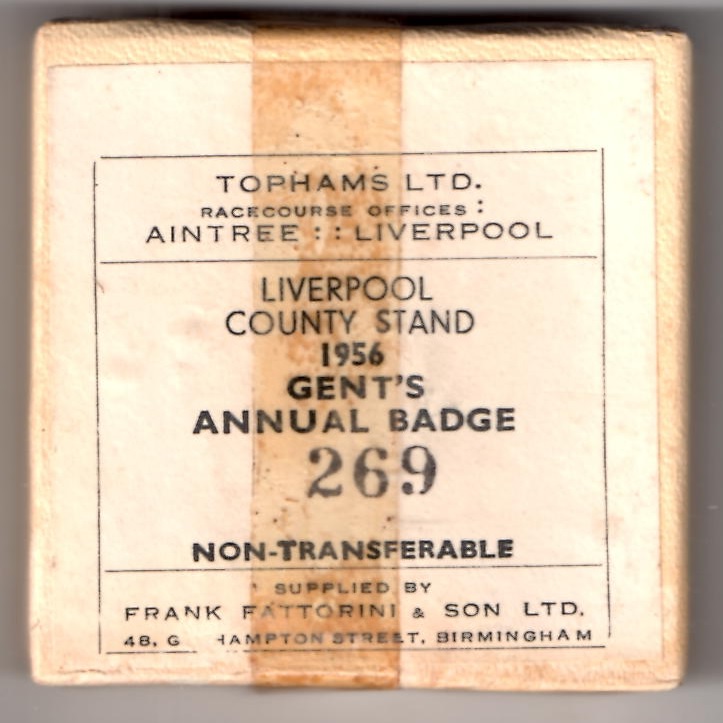 TOPHAMS LTD.
RACECOURSE OFFICES :
AINTREE : : LIVERPOOL
LIVERPOOL
COUNTY STAND
1956
GENT'S
ANNUAL BADGE
269
NON-TRANSFERABLE
SUPPLIED BY
FRANK FATTORINI & SON LTD.
48, G HAMPTON STREET, BIRMINGHAM